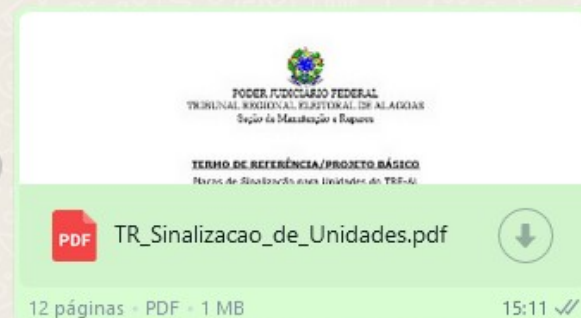 PODER JUDICIÁRIO FEDERAL
TRIBUNAL REGIONAL ELEITORAL DE ALAGOAS
Seção de Manutenção e Reparos
TERMO DE REFERÊNCIA/PROJETO BÁSICO
Placas de Sinalização para Unidades do TRE-AL
PDF
TR_Sinalizacao_de_Unidades.pdf
12 páginas • PDF • 1 MB
15:11